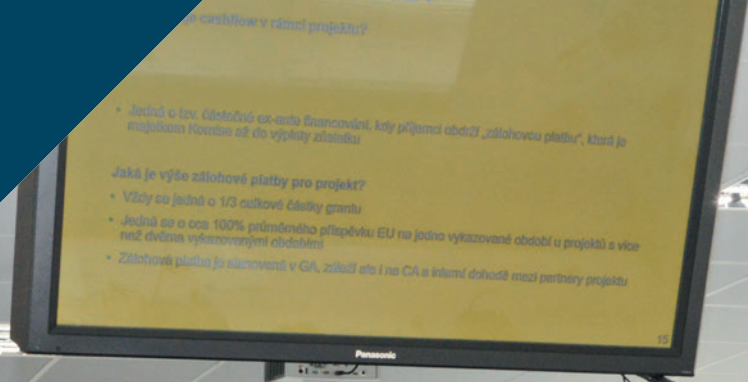 je cashflow v rámci projektu?
• Jedná o tzv. částečné ex-ante financování, kdy příjemci obdrží „zálohovou platbu“, která je
majetkem Komise až do výplaty zůstatku
Jaká je výše zálohové platby pro projekt?
• Vždy se jedná o 1/3 celkové částky grantu
• Jedná se o cca 100% průměrného příspěvku EU na jedno vykazované období u projektů s více
než dvěma vykazovanými obdobími
• Zálohová platba je stanovená v GA, záleží ale i na CA a interní dohodě mezi partnery projektu
15
Panasonic